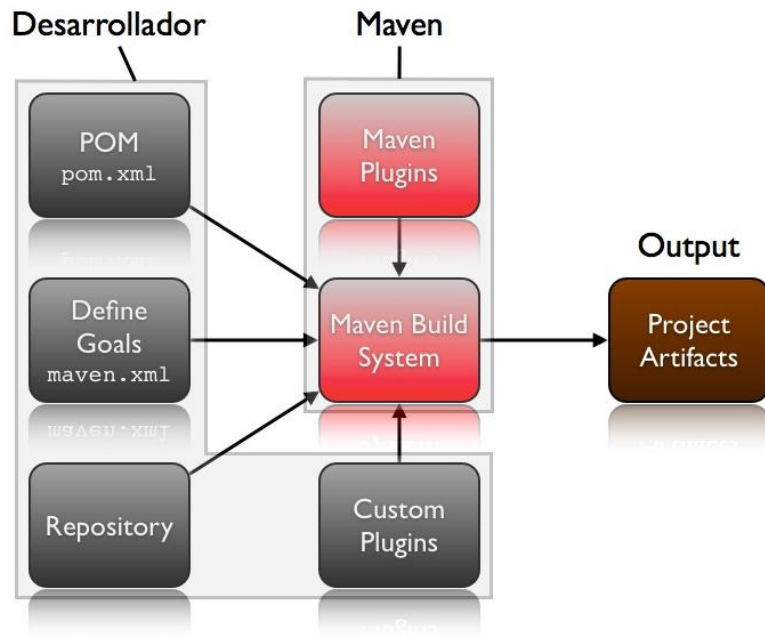 Desarrollador
Maven
POM
pom.xml
Maven
Plugins
Output
Define
Goals
maven.xml
Maven Build
System
Project
Artifacts
Repository
Custom
Plugins